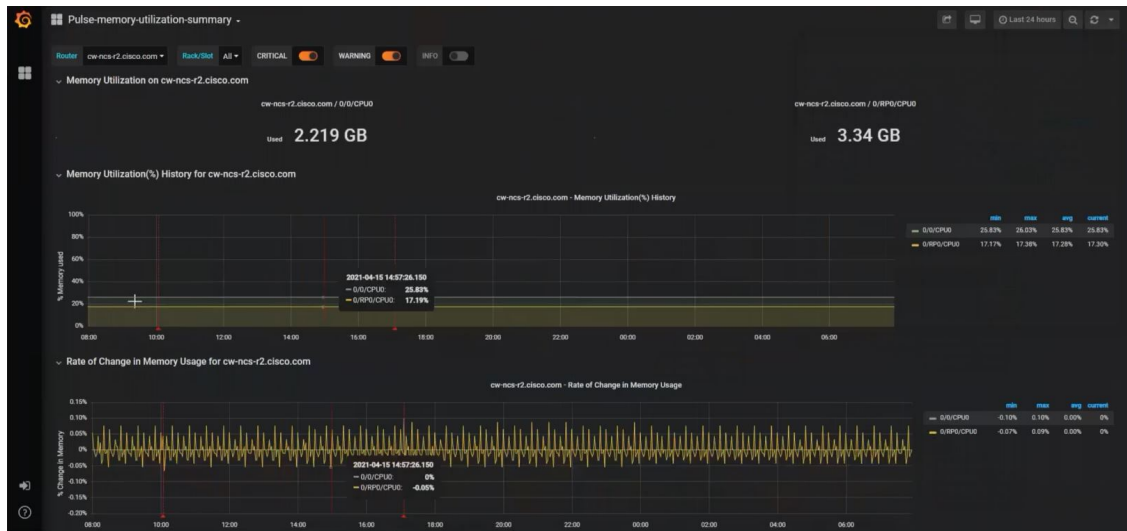 Pulse-memory-utilization-summary
Last 24 hours
Router cw-ncs-r2.cisco.com Rack/Slot All CRITICAL WARNING INFO
Memory Utilization on cw-ncs-r2.cisco.com
cw-ncs-r2.cisco.com / 0/0/CPU0
Used 2.219 GB
cw-ncs-r2.cisco.com / 0/RP0/CPU0
Used 3.34 GB
Memory Utilization(%) History for cw-ncs-r2.cisco.com
cw-ncs-r2.cisco.com - Memory Utilization(%) History
% Memory used
100%
80%
60%
40%
20%
0%
08:00 10:00 12:00 14:00 16:00 18:00 20:00 22:00 00:00 02:00 04:00 06:00
2021-04-15 14:57:26.150
0/0/CPU0: 25.83%
0/RP0/CPU0: 17.19%
min max avg current
0/0/CPU0 25.83% 26.03% 25.83% 25.83%
0/RP0/CPU0 17.17% 17.38% 17.28% 17.30%
Rate of Change in Memory Usage for cw-ncs-r2.cisco.com
cw-ncs-r2.cisco.com - Rate of Change in Memory Usage
% Change in Memory
0.15%
0.10%
0.05%
0%
-0.05%
-0.10%
-0.15%
-0.20%
08:00 10:00 12:00 14:00 16:00 18:00 20:00 22:00 00:00 02:00 04:00 06:00
2021-04-15 14:57:26.150
0/0/CPU0: 0%
0/RP0/CPU0: -0.05%
min max avg current
0/0/CPU0 -0.10% 0.10% 0.00% 0%
0/RP0/CPU0 -0.07% 0.09% 0.00% 0%